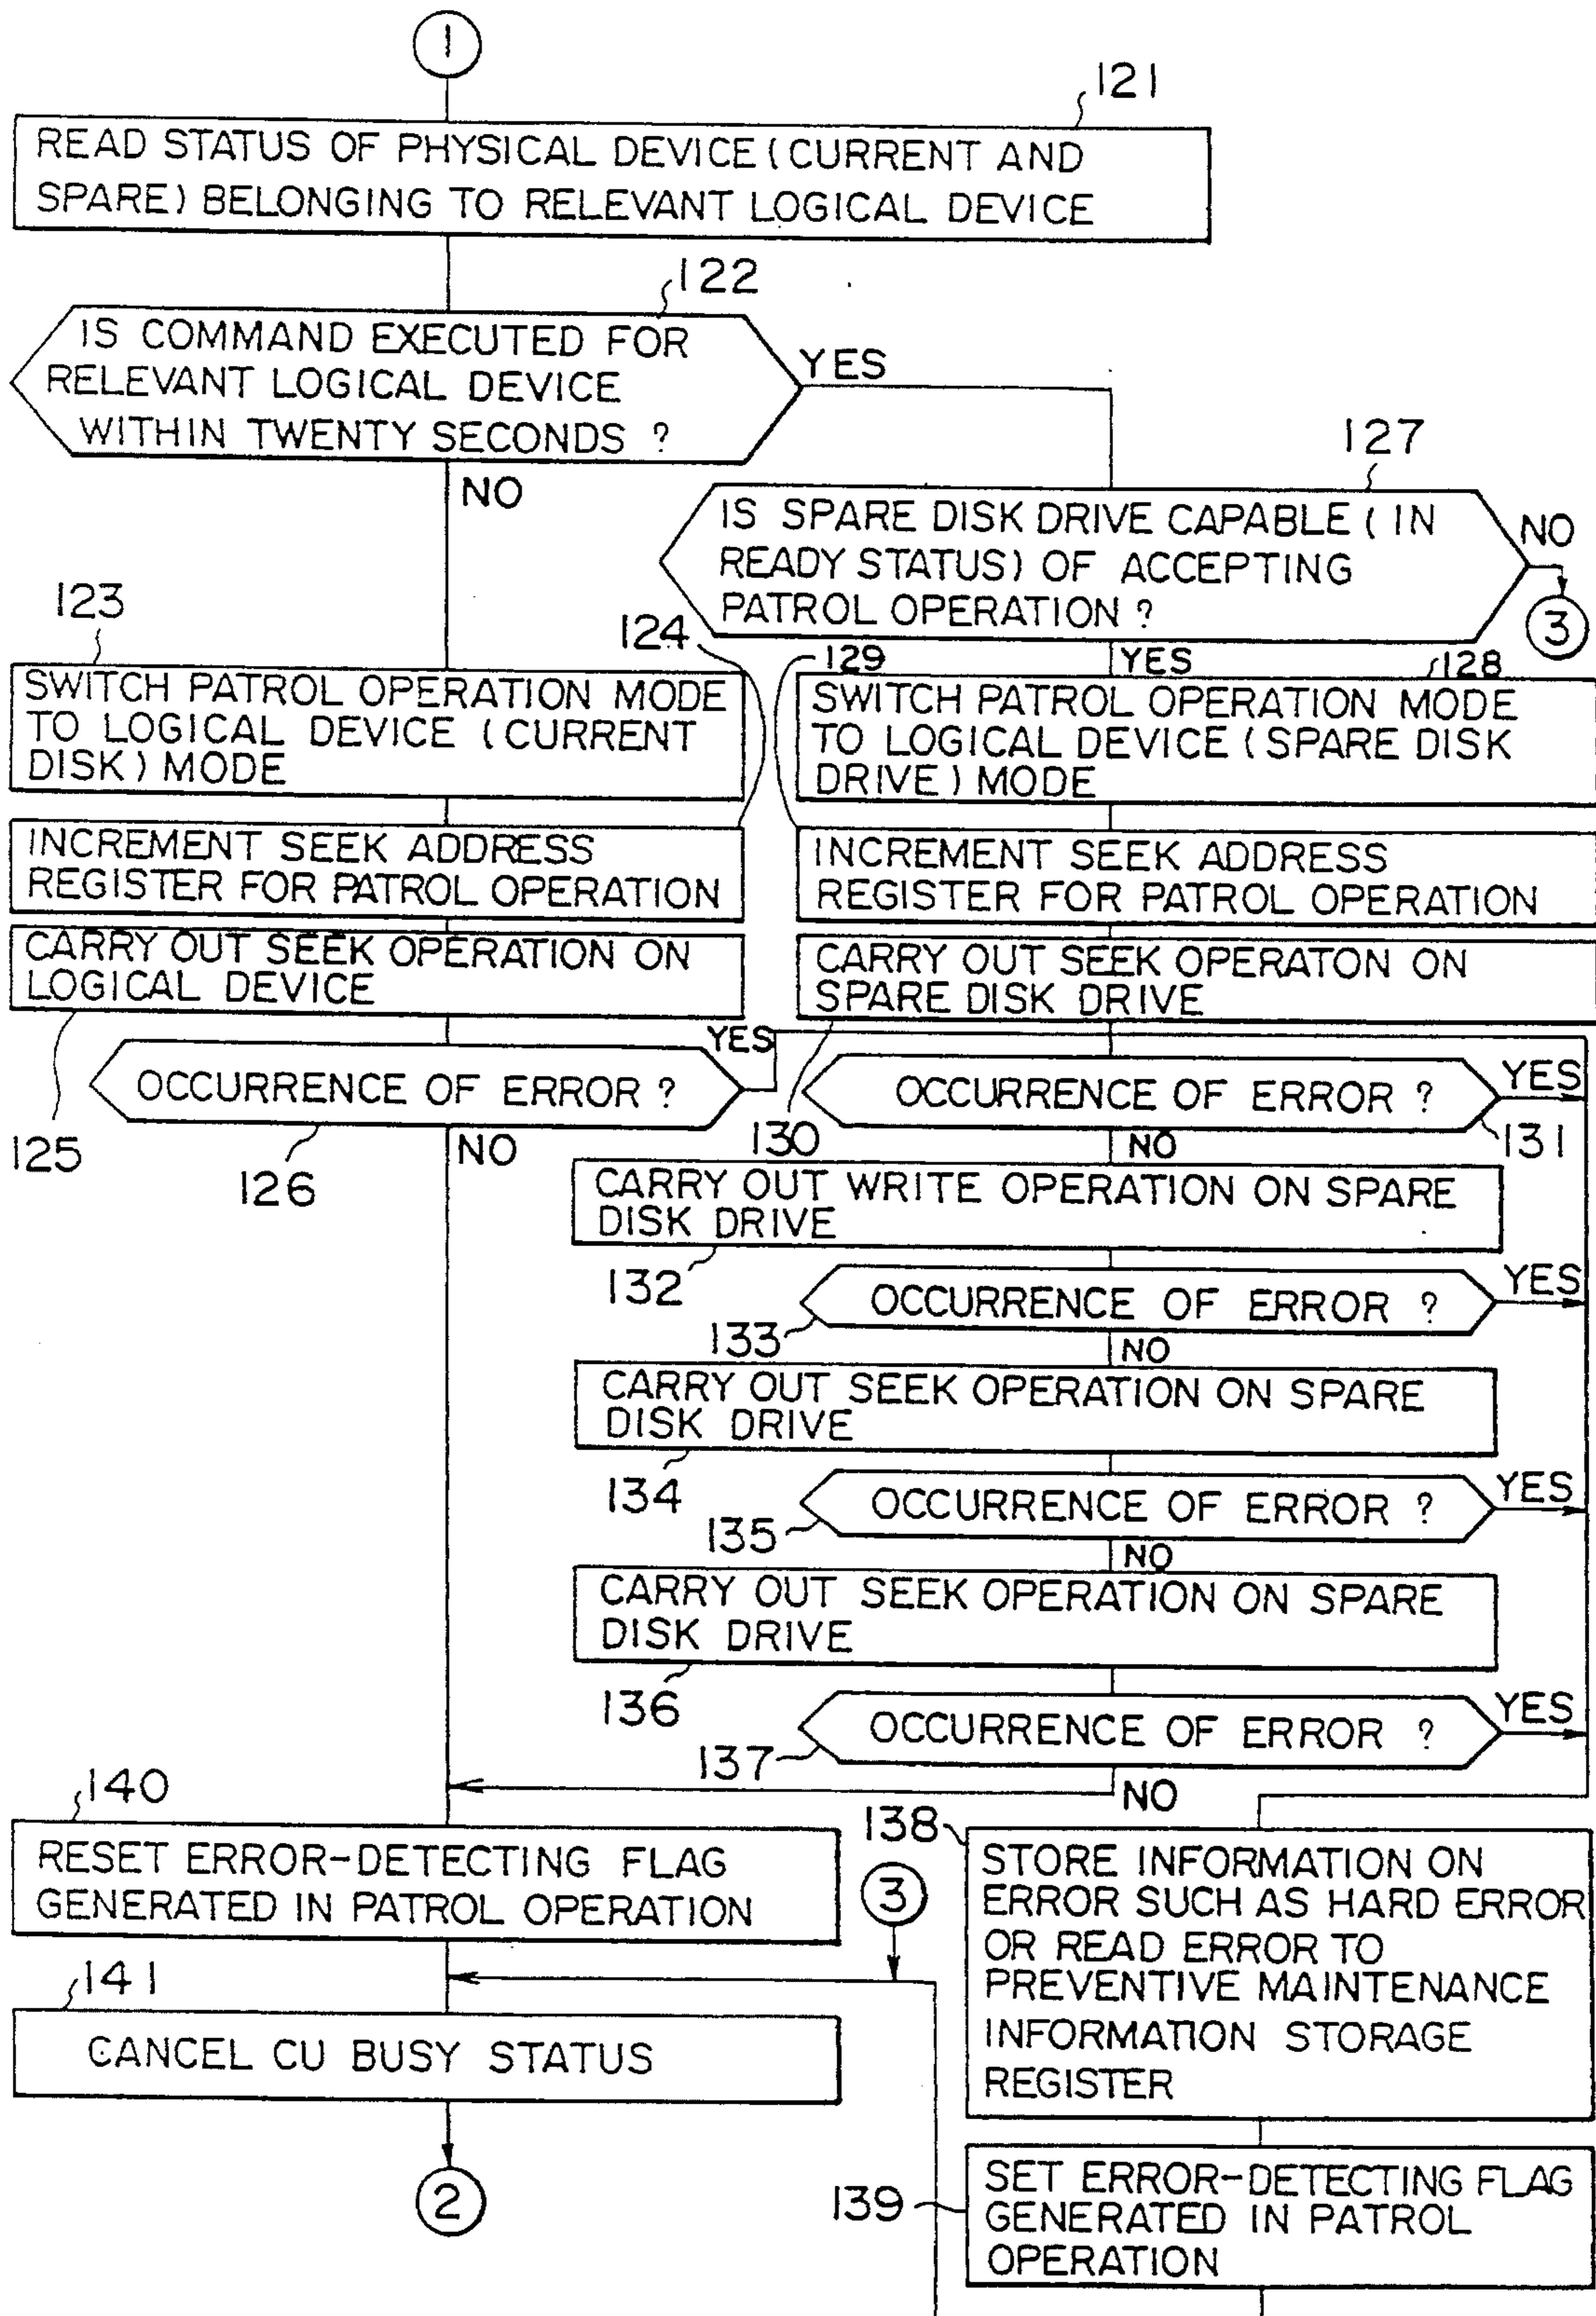 1
121
READ STATUS OF PHYSICAL DEVICE (CURRENT AND
SPARE) BELONGING TO RELEVANT LOGICAL DEVICE
122
IS COMMAND EXECUTED FOR
RELEVANT LOGICAL DEVICE
WITHIN TWENTY SECONDS ?
YES
NO
127
IS SPARE DISK DRIVE CAPABLE (IN
READY STATUS) OF ACCEPTING
PATROL OPERATION ?
NO
3
YES
123
SWITCH PATROL OPERATION MODE
TO LOGICAL DEVICE (CURRENT
DISK) MODE
124
INCREMENT SEEK ADDRESS
REGISTER FOR PATROL OPERATION
CARRY OUT SEEK OPERATION ON
LOGICAL DEVICE
125
OCCURRENCE OF ERROR ?
YES
126
NO
128
SWITCH PATROL OPERATION MODE
TO LOGICAL DEVICE (SPARE DISK
DRIVE) MODE
129
INCREMENT SEEK ADDRESS
REGISTER FOR PATROL OPERATION
CARRY OUT SEEK OPERATON ON
SPARE DISK DRIVE
130
OCCURRENCE OF ERROR ?
YES
131
NO
CARRY OUT WRITE OPERATION ON SPARE
DISK DRIVE
132
OCCURRENCE OF ERROR ?
YES
133
NO
CARRY OUT SEEK OPERATION ON SPARE
DISK DRIVE
134
OCCURRENCE OF ERROR ?
YES
135
NO
CARRY OUT SEEK OPERATION ON SPARE
DISK DRIVE
136
OCCURRENCE OF ERROR ?
YES
137
NO
140
RESET ERROR-DETECTING FLAG
GENERATED IN PATROL OPERATION
3
141
CANCEL CU BUSY STATUS
2
138
STORE INFORMATION ON
ERROR SUCH AS HARD ERROR
OR READ ERROR TO
PREVENTIVE MAINTENANCE
INFORMATION STORAGE
REGISTER
139
SET ERROR-DETECTING FLAG
GENERATED IN PATROL
OPERATION